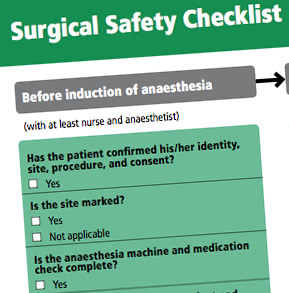 Surgical Safety Checklist
Before induction of anaesthesia
(with at least nurse and anaesthetist)
Has the patient confirmed his/her identity,
site, procedure, and consent?
Yes
Is the site marked?
Yes
Not applicable
Is the anaesthesia machine and medication
check complete?
Yes